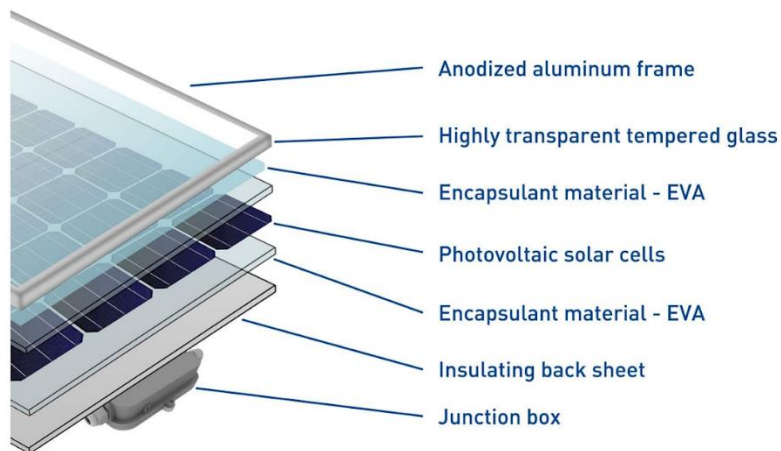 Anodized aluminum frame
Highly transparent tempered glass
Encapsulant material - EVA
Photovoltaic solar cells
Encapsulant material - EVA
Insulating back sheet
Junction box